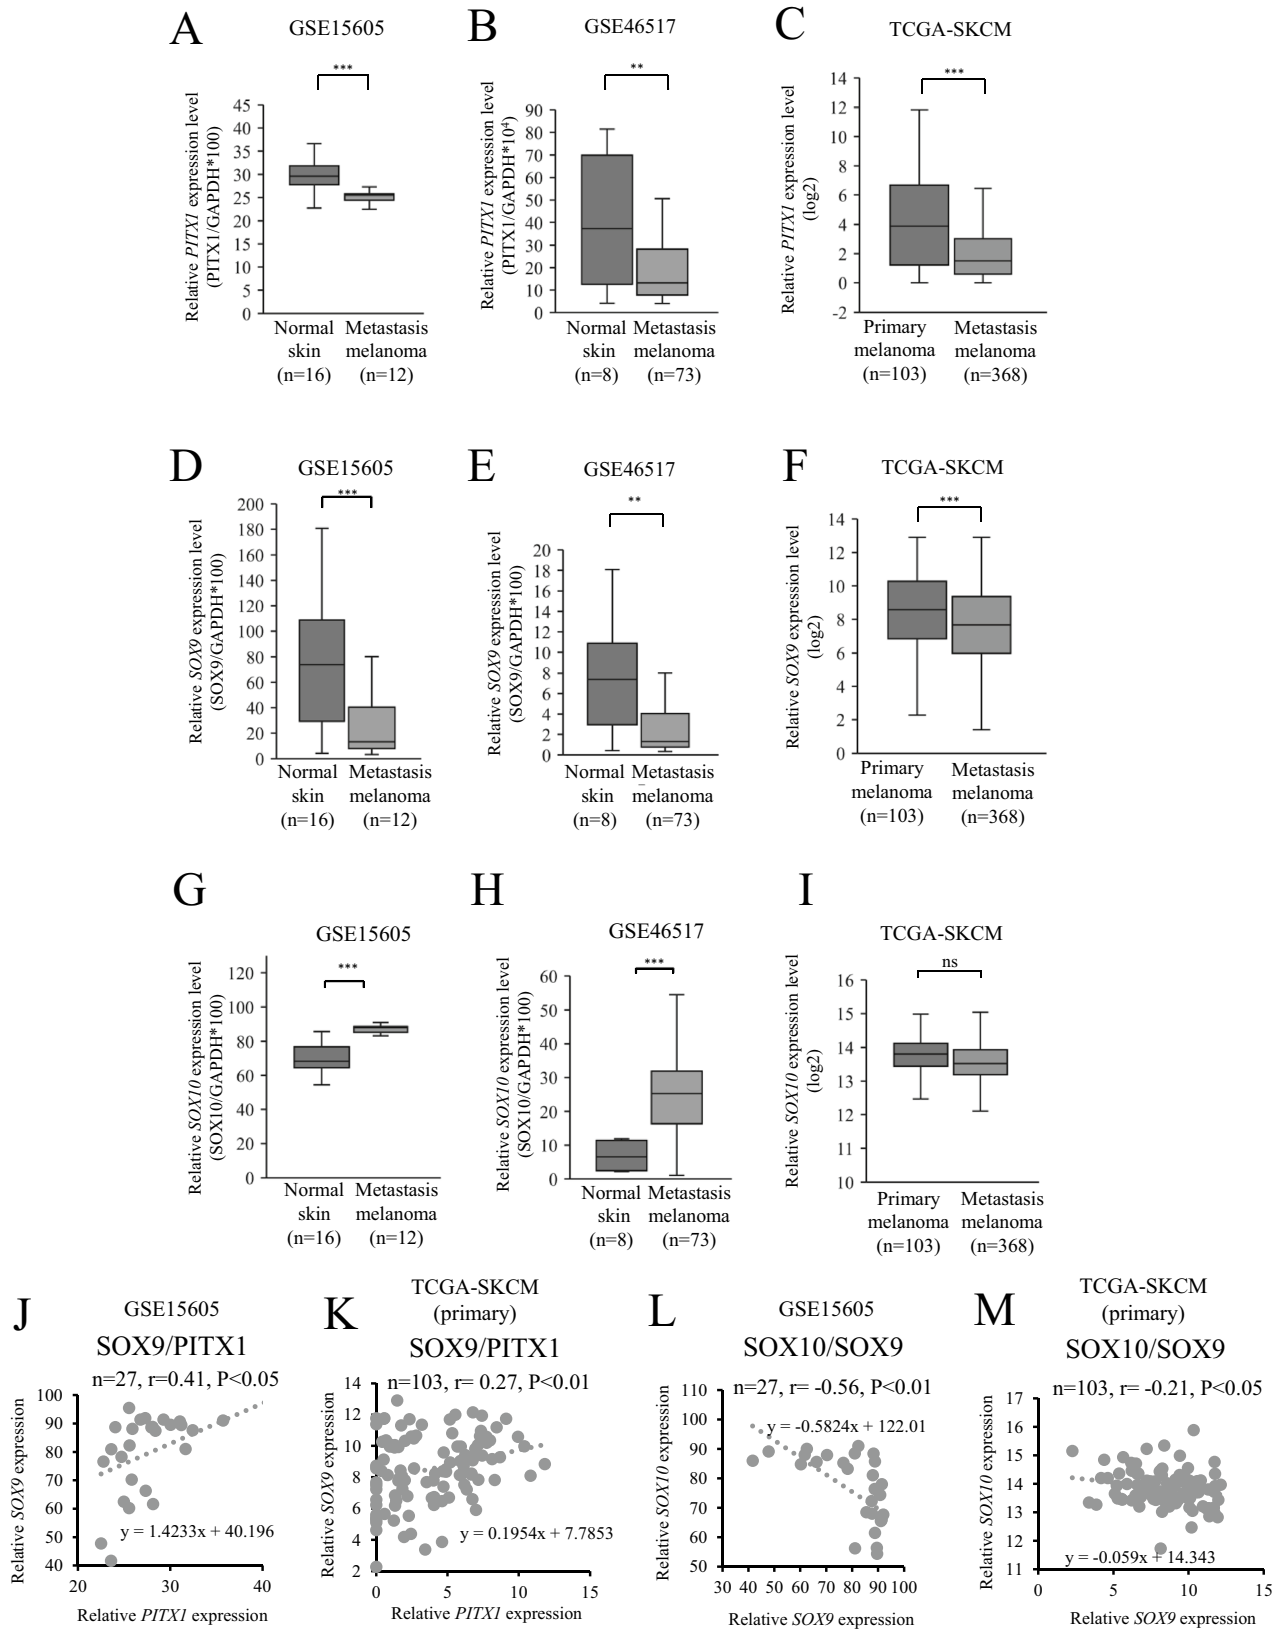 A
GSE15605
***
Relative PITX1 expression level
(PITX1/GAPDH*100)
45
40
35
30
25
20
15
10
5
0
Normal skin (n=16)
Metastasis melanoma (n=12)
B
GSE46517
**
Relative PITX1 expression level
(PITX1/GAPDH*10⁴)
90
80
70
60
50
40
30
20
10
0
Normal skin (n=8)
Metastasis melanoma (n=73)
C
TCGA-SKCM
***
Relative PITX1 expression level
(log2)
14
12
10
8
6
4
2
0
-2
Primary melanoma (n=103)
Metastasis melanoma (n=368)
D
GSE15605
***
Relative SOX9 expression level
(SOX9/GAPDH*100)
200
180
160
140
120
100
80
60
40
20
0
Normal skin (n=16)
Metastasis melanoma (n=12)
E
GSE46517
**
Relative SOX9 expression level
(SOX9/GAPDH*100)
20
18
16
14
12
10
8
6
4
2
0
Normal skin (n=8)
Metastasis melanoma (n=73)
F
TCGA-SKCM
***
Relative SOX9 expression level
(log2)
14
12
10
8
6
4
2
0
Primary melanoma (n=103)
Metastasis melanoma (n=368)
G
GSE15605
***
Relative SOX10 expression level
(SOX10/GAPDH*100)
120
100
80
60
40
20
0
Normal skin (n=16)
Metastasis melanoma (n=12)
H
GSE46517
***
Relative SOX10 expression level
(SOX10/GAPDH*100)
60
50
40
30
20
10
0
Normal skin (n=8)
Metastasis melanoma (n=73)
I
TCGA-SKCM
ns
Relative SOX10 expression level
(log2)
16
15
14
13
12
11
10
Primary melanoma (n=103)
Metastasis melanoma (n=368)
J
GSE15605
SOX9/PITX1
n=27, r=0.41, P<0.05
Relative SOX9 expression
100
90
80
70
60
50
40
y = 1.4233x + 40.196
20 30 40
Relative PITX1 expression
K
TCGA-SKCM
(primary)
SOX9/PITX1
n=103, r= 0.27, P<0.01
Relative SOX9 expression
14
12
10
8
6
4
2
y = 0.1954x + 7.7853
0 5 10 15
Relative PITX1 expression
L
GSE15605
SOX10/SOX9
n=27, r= -0.56, P<0.01
Relative SOX10 expression
110
100
90
80
70
60
50
y = -0.5824x + 122.01
30 40 50 60 70 80 90 100
Relative SOX9 expression
M
TCGA-SKCM
(primary)
SOX10/SOX9
n=103, r= -0.21, P<0.05
Relative SOX10 expression
17
16
15
14
13
12
11
y = -0.059x + 14.343
0 5 10 15
Relative SOX9 expression